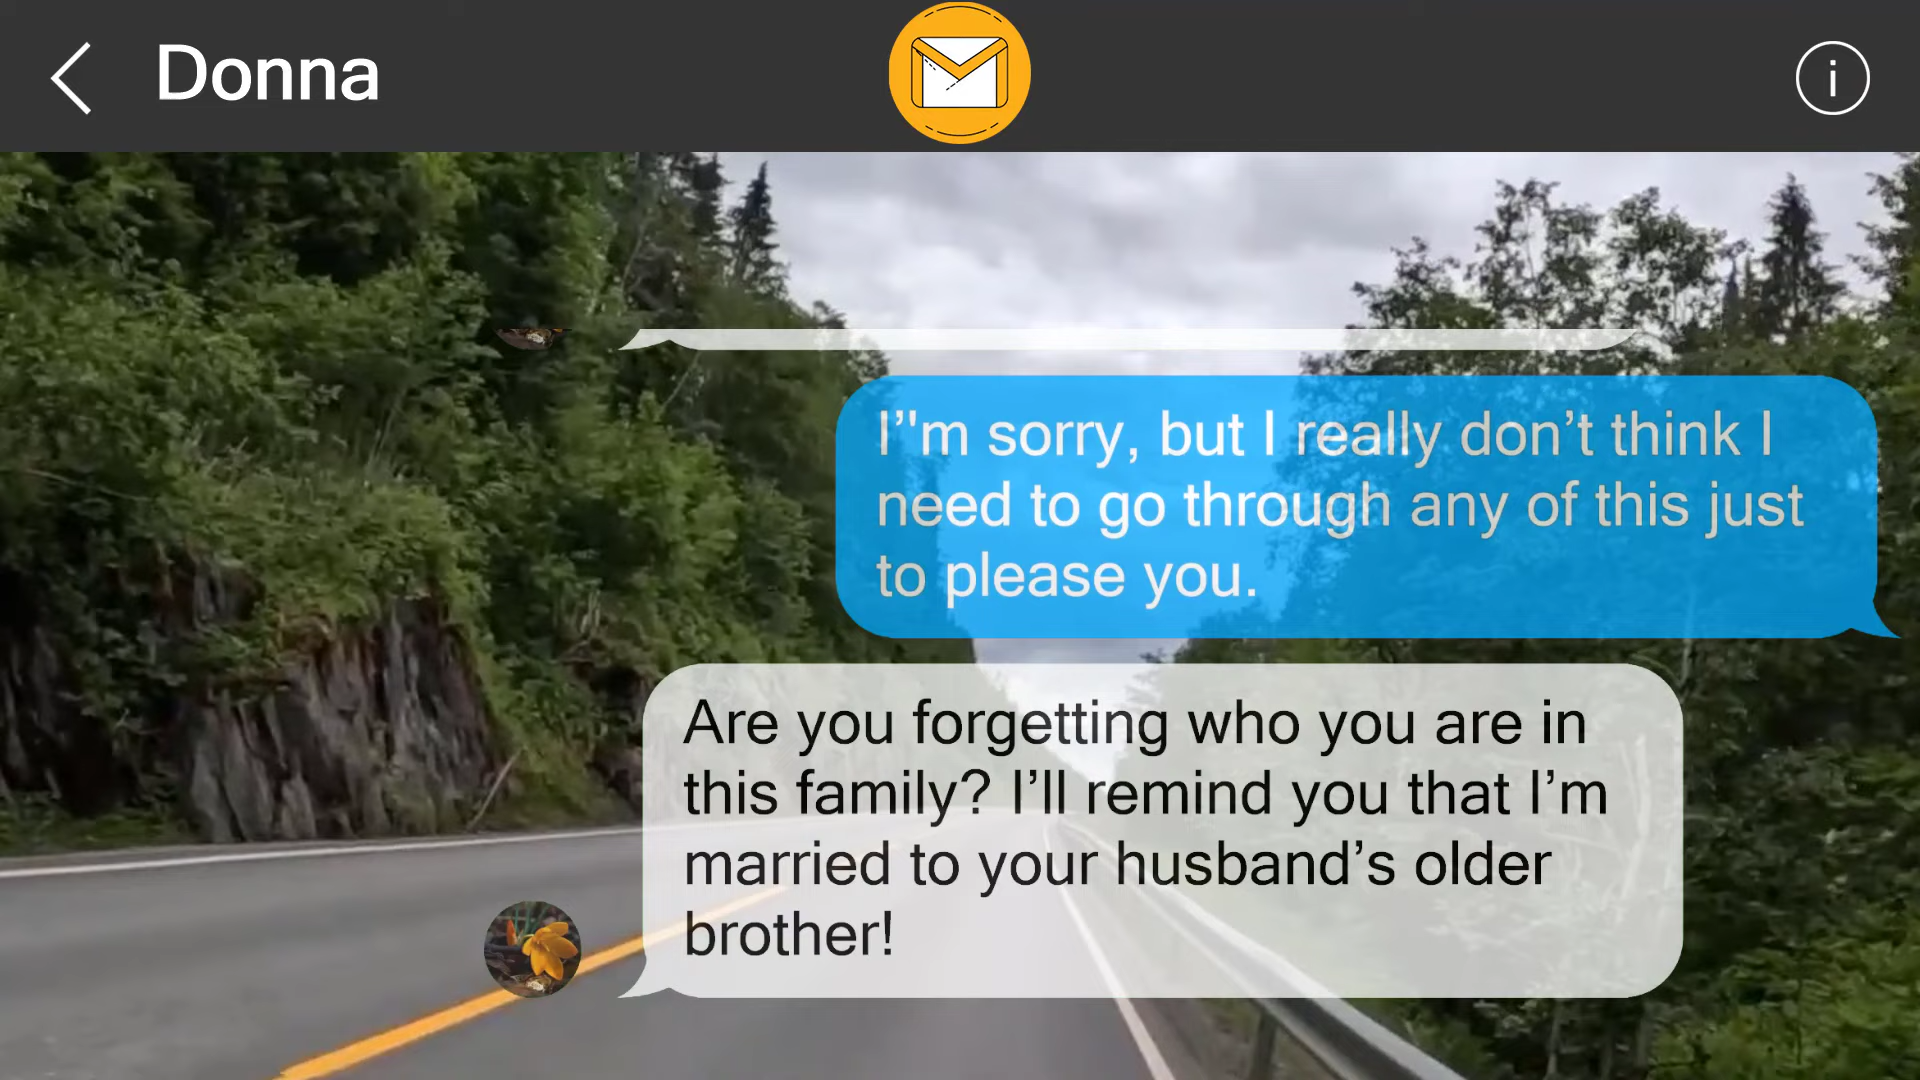 Donna
i
I’"m sorry, but I really don’t think I
need to go through any of this just
to please you.
Are you forgetting who you are in
this family? I’ll remind you that I’m
married to your husband’s older
brother!